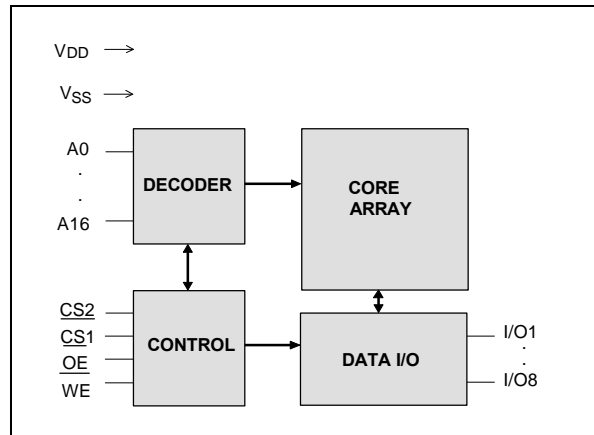 VDD
VSS
A0
.
.
A16
DECODER
CORE
ARRAY
CS2
CS1
OE
WE
CONTROL
DATA I/O
I/O1
.
.
I/O8